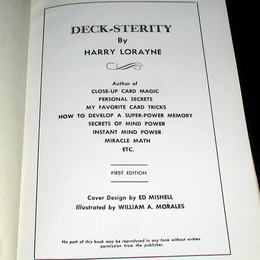 DECK-STERITY
By
HARRY LORAYNE
Author of
CLOSE-UP CARD MAGIC
PERSONAL SECRETS
MY FAVORITE CARD TRICKS
HOW TO DEVELOP A SUPER-POWER MEMORY
SECRETS OF MIND POWER
INSTANT MIND POWER
MIRACLE MATH
ETC.
FIRST EDITION
Cover Design by ED MISHELL
Illustrated by WILLIAM A. MORALES
No part of this book may be reproduced in any form without written
permission from the publisher.